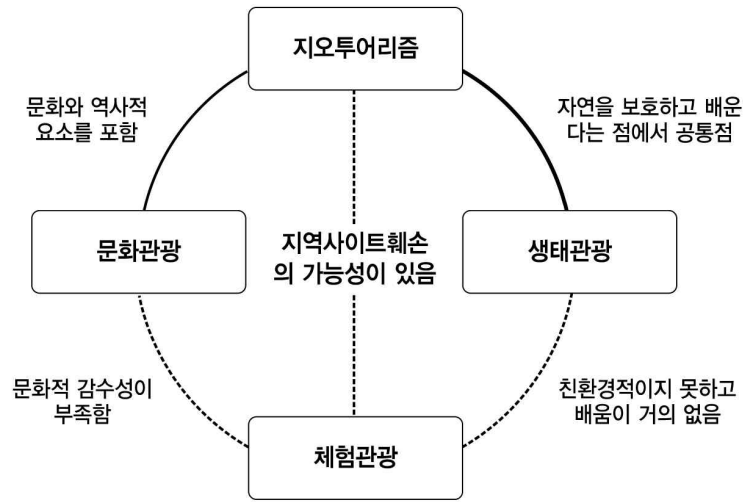 지오투어리즘
문화와 역사적
요소를 포함
자연을 보호하고 배운
다는 점에서 공통점
문화관광
지역사이트훼손
의 가능성이 있음
생태관광
문화적 감수성이
부족함
친환경적이지 못하고
배움이 거의 없음
체험관광